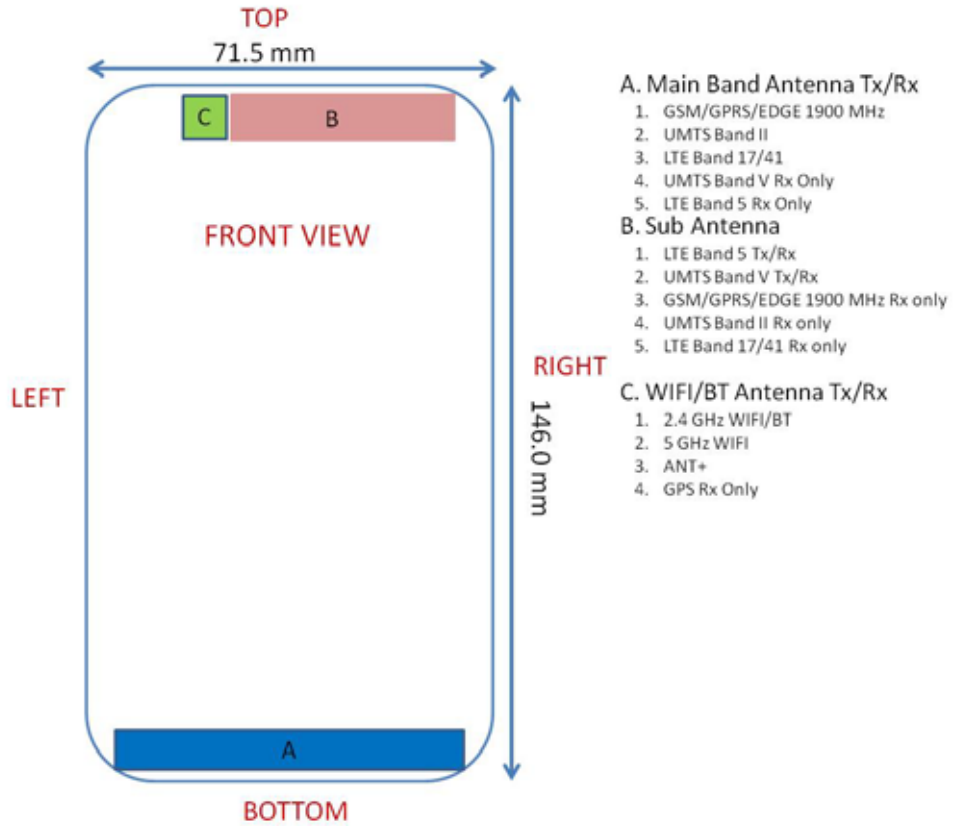 TOP
71.5 mm
C
B
FRONT VIEW
LEFT
RIGHT
146.0 mm
A
BOTTOM
A. Main Band Antenna Tx/Rx
1. GSM/GPRS/EDGE 1900 MHz
2. UMTS Band II
3. LTE Band 17/41
4. UMTS Band V Rx Only
5. LTE Band 5 Rx Only
B. Sub Antenna
1. LTE Band 5 Tx/Rx
2. UMTS Band V Tx/Rx
3. GSM/GPRS/EDGE 1900 MHz Rx only
4. UMTS Band II Rx only
5. LTE Band 17/41 Rx only
C. WIFI/BT Antenna Tx/Rx
1. 2.4 GHz WIFI/BT
2. 5 GHz WIFI
3. ANT+
4. GPS Rx Only